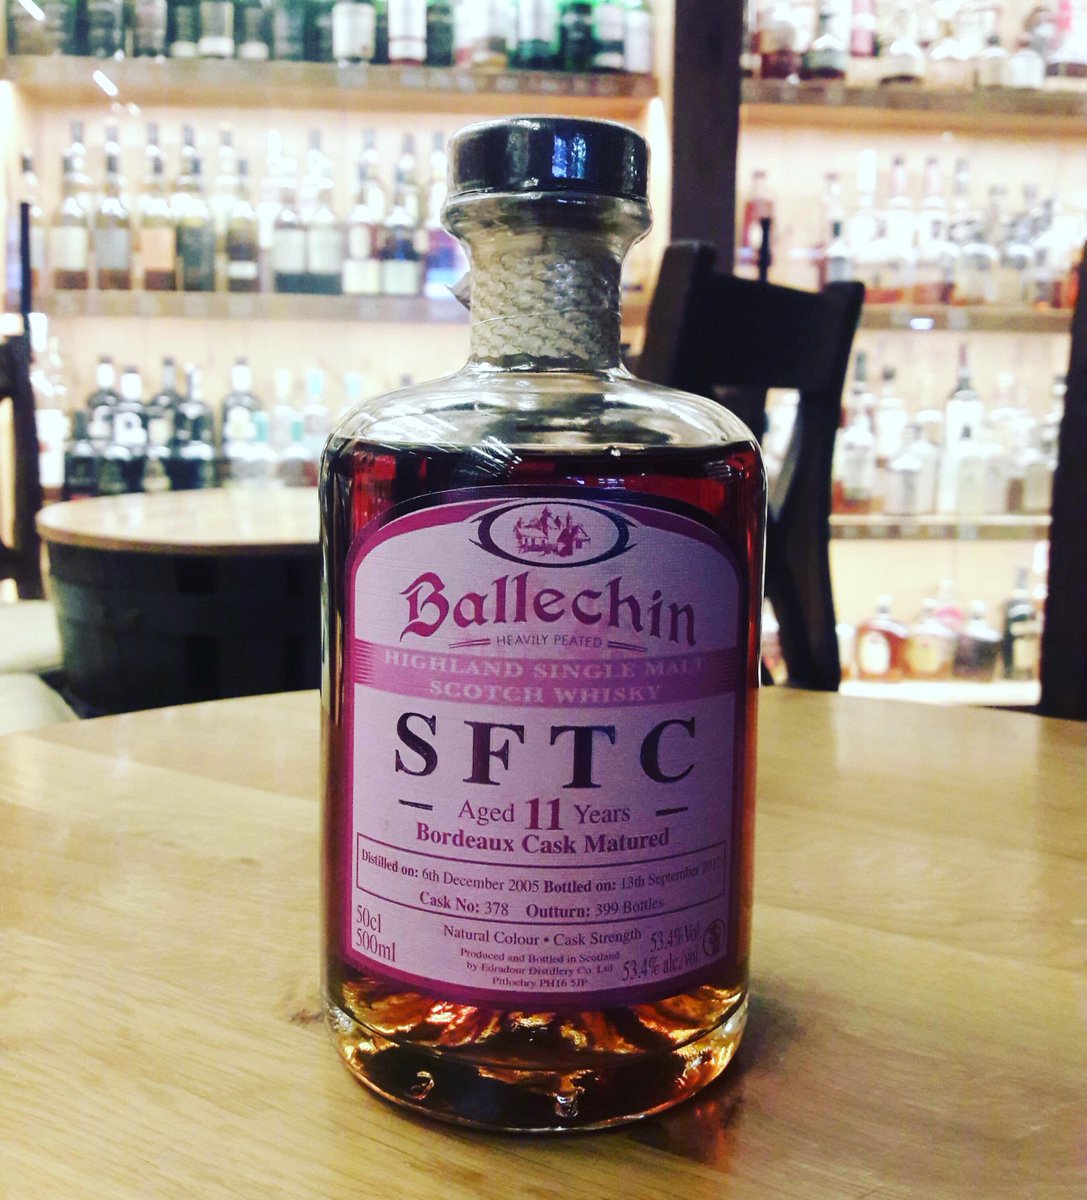 Ballechin
HEAVILY PEATED
HIGHLAND SINGLE MALT
SCOTCH WHISKY
SFTC
Aged 11 Years
Bordeaux Cask Matured
Distilled on: 6th December 2005 Bottled on: 13th September
Cask No: 378 Outturn: 399 Bottles
50cl
500ml
Natural Colour • Cask Strength
Produced and Bottled in Scotland
by Edradour Distillery Co. Ltd
Pitlochry PH16 5JP
53.4% Vol.
53.4% alc./vol.